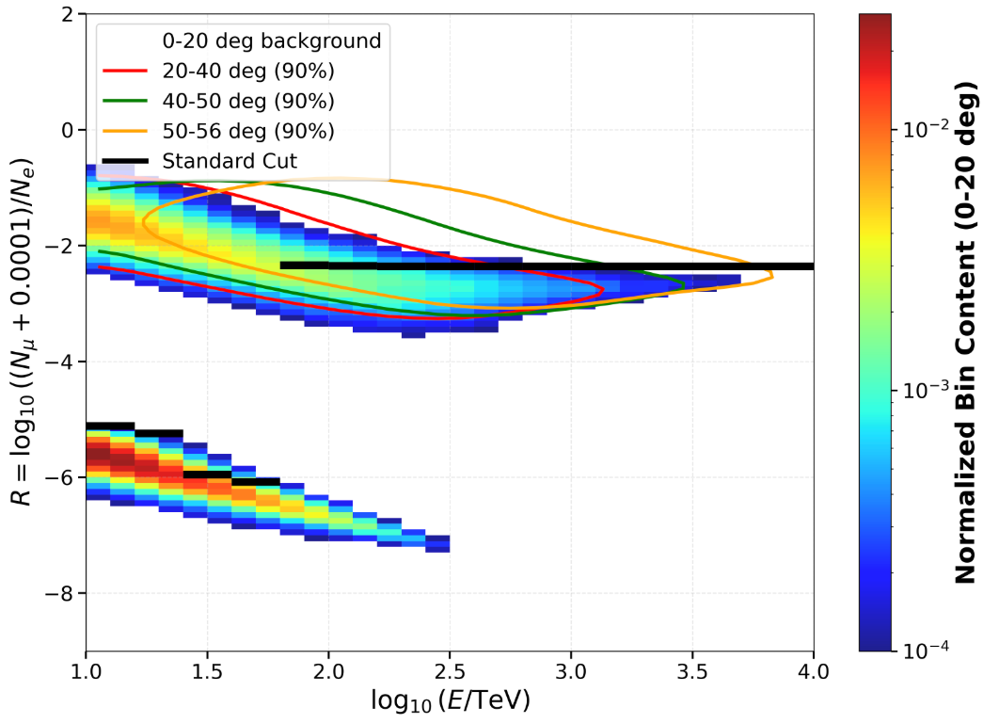 2
0
−2
−4
−6
−8
R = log₁₀((N_μ + 0.0001)/N_e)
0-20 deg background
20-40 deg (90%)
40-50 deg (90%)
50-56 deg (90%)
Standard Cut
1.0 1.5 2.0 2.5 3.0 3.5 4.0
log₁₀(E/TeV)
10⁻²
10⁻³
10⁻⁴
Normalized Bin Content (0-20 deg)